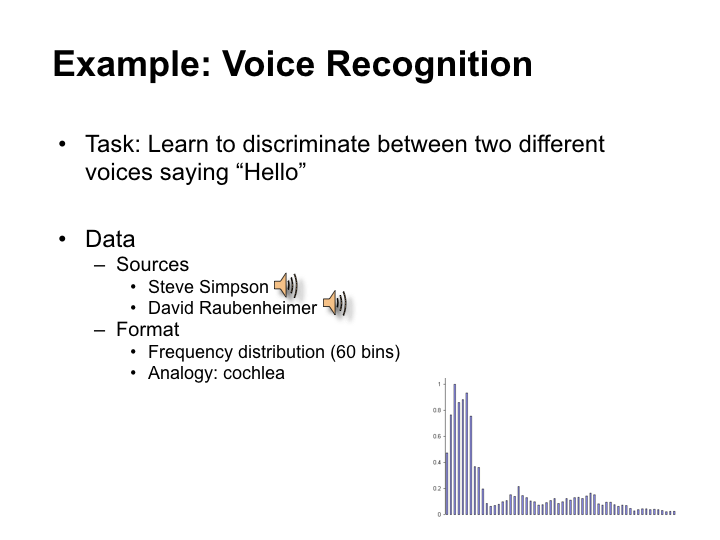 Example: Voice Recognition
• Task: Learn to discriminate between two different
voices saying “Hello”
• Data
– Sources
• Steve Simpson
• David Raubenheimer
– Format
• Frequency distribution (60 bins)
• Analogy: cochlea
1
0.8
0.6
0.4
0.2
0